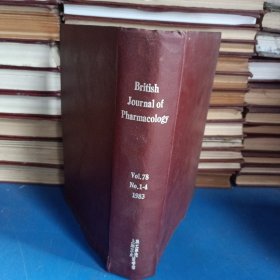 British
Journal of
Pharmacology
Vol.78
No.1-4
1983